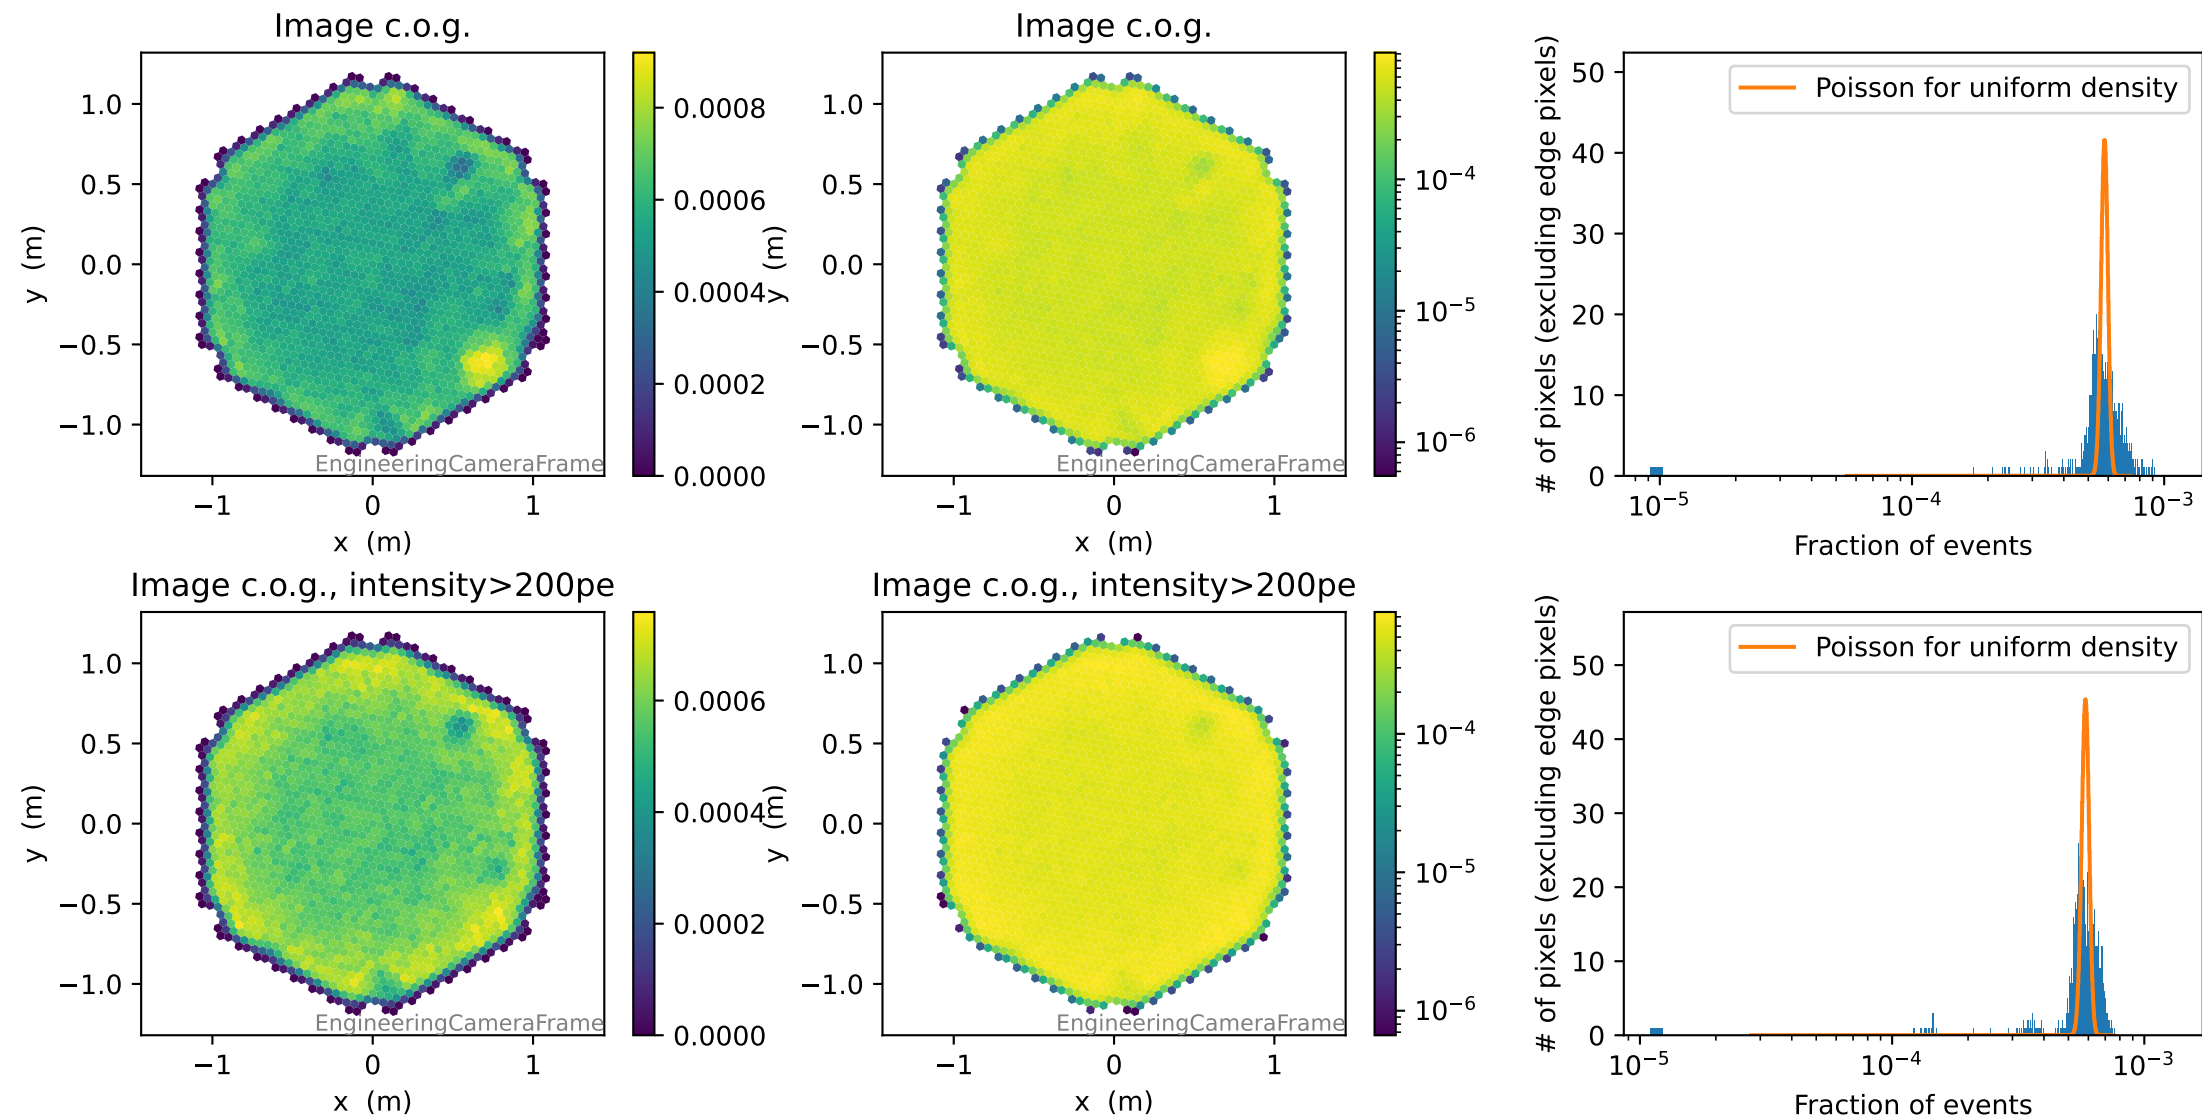 Image c.o.g.
1.0
0.5
0.0
−0.5
−1.0
−1
0
1
y (m)
x (m)
EngineeringCameraFrame
0.0008
0.0006
0.0004
0.0002
0.0000
Image c.o.g.
1.0
0.5
0.0
−0.5
−1.0
−1
0
1
y (m)
x (m)
EngineeringCameraFrame
10⁻⁴
10⁻⁵
10⁻⁶
Poisson for uniform density
50
40
30
20
10
0
10⁻⁵
10⁻⁴
10⁻³
# of pixels (excluding edge pixels)
Fraction of events
Image c.o.g., intensity>200pe
1.0
0.5
0.0
−0.5
−1.0
−1
0
1
y (m)
x (m)
EngineeringCameraFrame
0.0006
0.0004
0.0002
0.0000
Image c.o.g., intensity>200pe
1.0
0.5
0.0
−0.5
−1.0
−1
0
1
y (m)
x (m)
EngineeringCameraFrame
10⁻⁴
10⁻⁵
10⁻⁶
Poisson for uniform density
50
40
30
20
10
0
10⁻⁵
10⁻⁴
10⁻³
# of pixels (excluding edge pixels)
Fraction of events